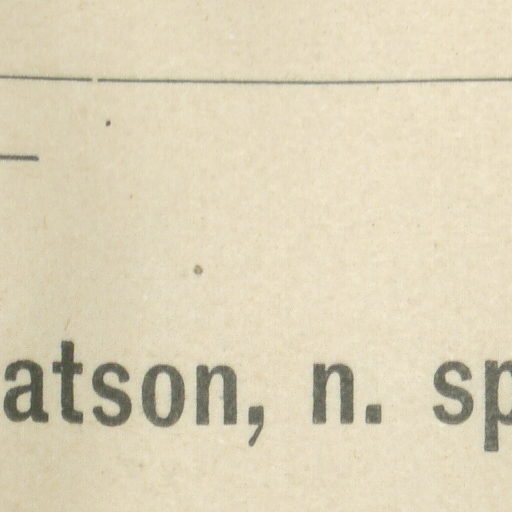 atson, n. sp